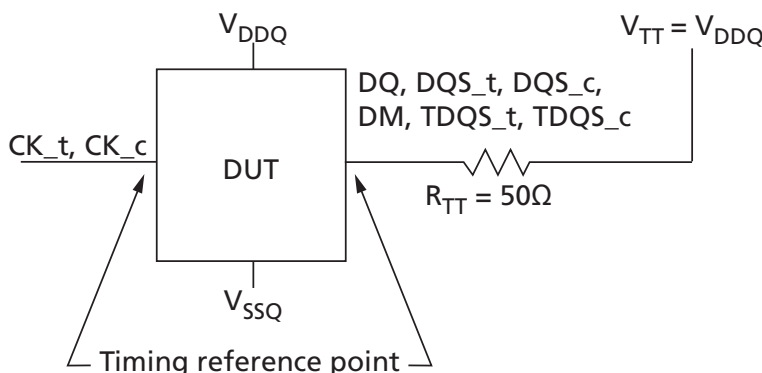 V_DDQ
V_TT = V_DDQ
DQ, DQS_t, DQS_c,
DM, TDQS_t, TDQS_c
CK_t, CK_c
DUT
R_TT = 50Ω
V_SSQ
Timing reference point